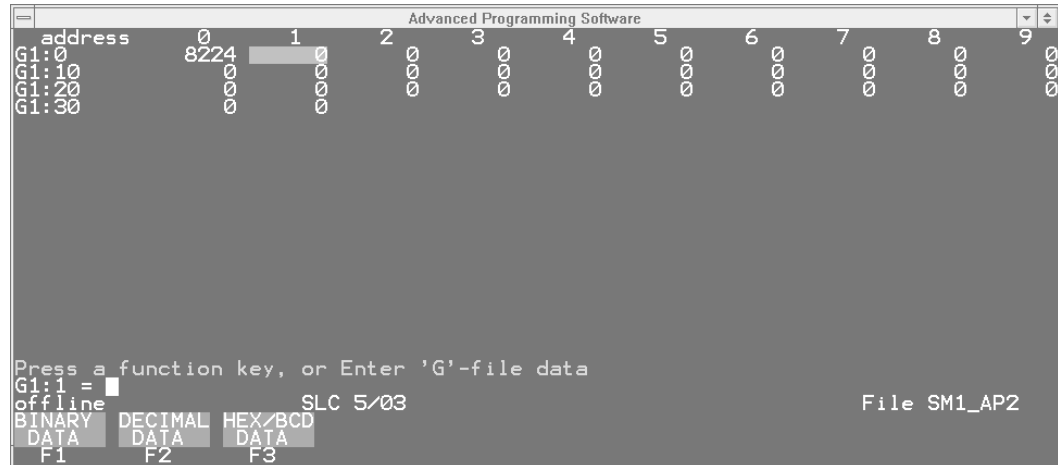 Advanced Programming Software
address 0 1 2 3 4 5 6 7 8 9
G1:0 8224 0 0 0 0 0 0 0 0 0
G1:10 0 0 0 0 0 0 0 0 0 0
G1:20 0 0 0 0 0 0 0 0 0 0
G1:30 0 0
Press a function key, or Enter 'G'-file data
G1:1 =
offline SLC 5/03 File SM1_AP2
BINARY DECIMAL HEX/BCD
DATA DATA DATA
F1 F2 F3